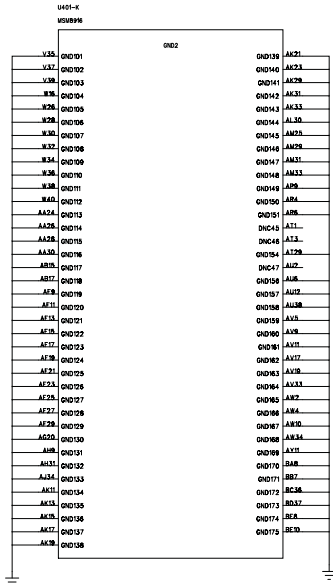 U401-K
MSM8916
GND2
V35 GND101 GND139 AK21
V37 GND102 GND140 AK23
V39 GND103 GND141 AK29
W16 GND104 GND142 AK31
W26 GND105 GND143 AK33
W28 GND106 GND144 AL30
W30 GND107 GND145 AM25
W32 GND108 GND146 AM29
W34 GND109 GND147 AM31
W36 GND110 GND148 AM33
W38 GND111 GND149 AP9
W40 GND112 GND150 AR4
AA24 GND113 GND151 AR6
AA26 GND114 DNC45 AT1
AA28 GND115 DNC46 AT3
AA30 GND116 GND154 AT29
AB15 GND117 DNC47 AU2
AB17 GND118 GND156 AU6
AE9 GND119 GND157 AU12
AF11 GND120 GND158 AU38
AF13 GND121 GND159 AV5
AF15 GND122 GND160 AV9
AF17 GND123 GND161 AV11
AF19 GND124 GND162 AV17
AF21 GND125 GND163 AV19
AF23 GND126 GND164 AV33
AF25 GND127 GND165 AW2
AF27 GND128 GND166 AW4
AF29 GND129 GND167 AW10
AG20 GND130 GND168 AW34
AH9 GND131 GND169 AY11
AH31 GND132 GND170 BA8
AJ34 GND133 GND171 BB7
AK11 GND134 GND172 BC36
AK13 GND135 GND173 BD37
AK15 GND136 GND174 BE8
AK17 GND137 GND175 BE10
AK19 GND138